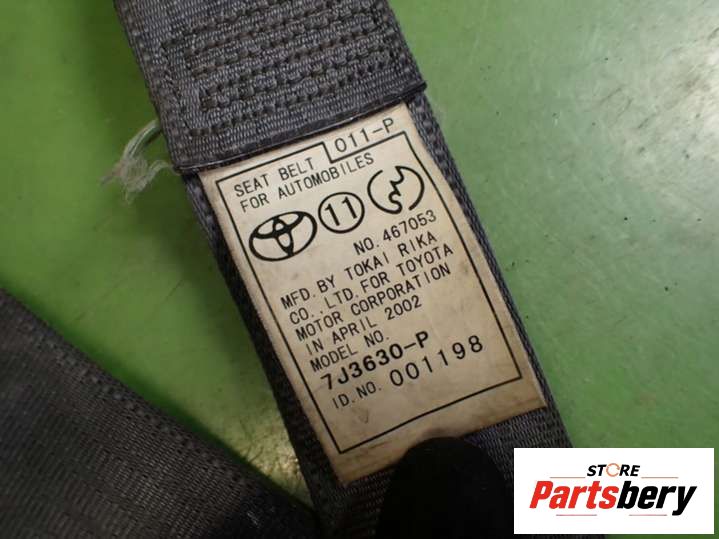 SEAT BELT 011-P
FOR AUTOMOBILES
11
NO. 467053
MFD. BY TOKAI RIKA
CO., LTD. FOR TOYOTA
MOTOR CORPORATION
IN APRIL 2002
MODEL NO.
7J3630-P
ID. NO. 001198
STORE
Partsbery